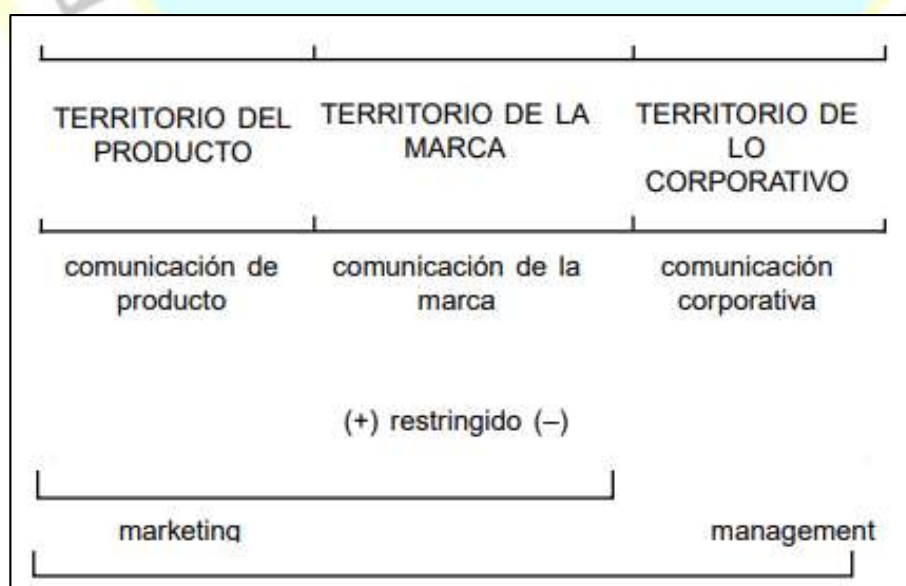 TERRITORIO DEL
PRODUCTO
TERRITORIO DE LA
MARCA
TERRITORIO DE
LO
CORPORATIVO
comunicación de
producto
comunicación de la
marca
comunicación
corporativa
(+) restringido (–)
marketing
management